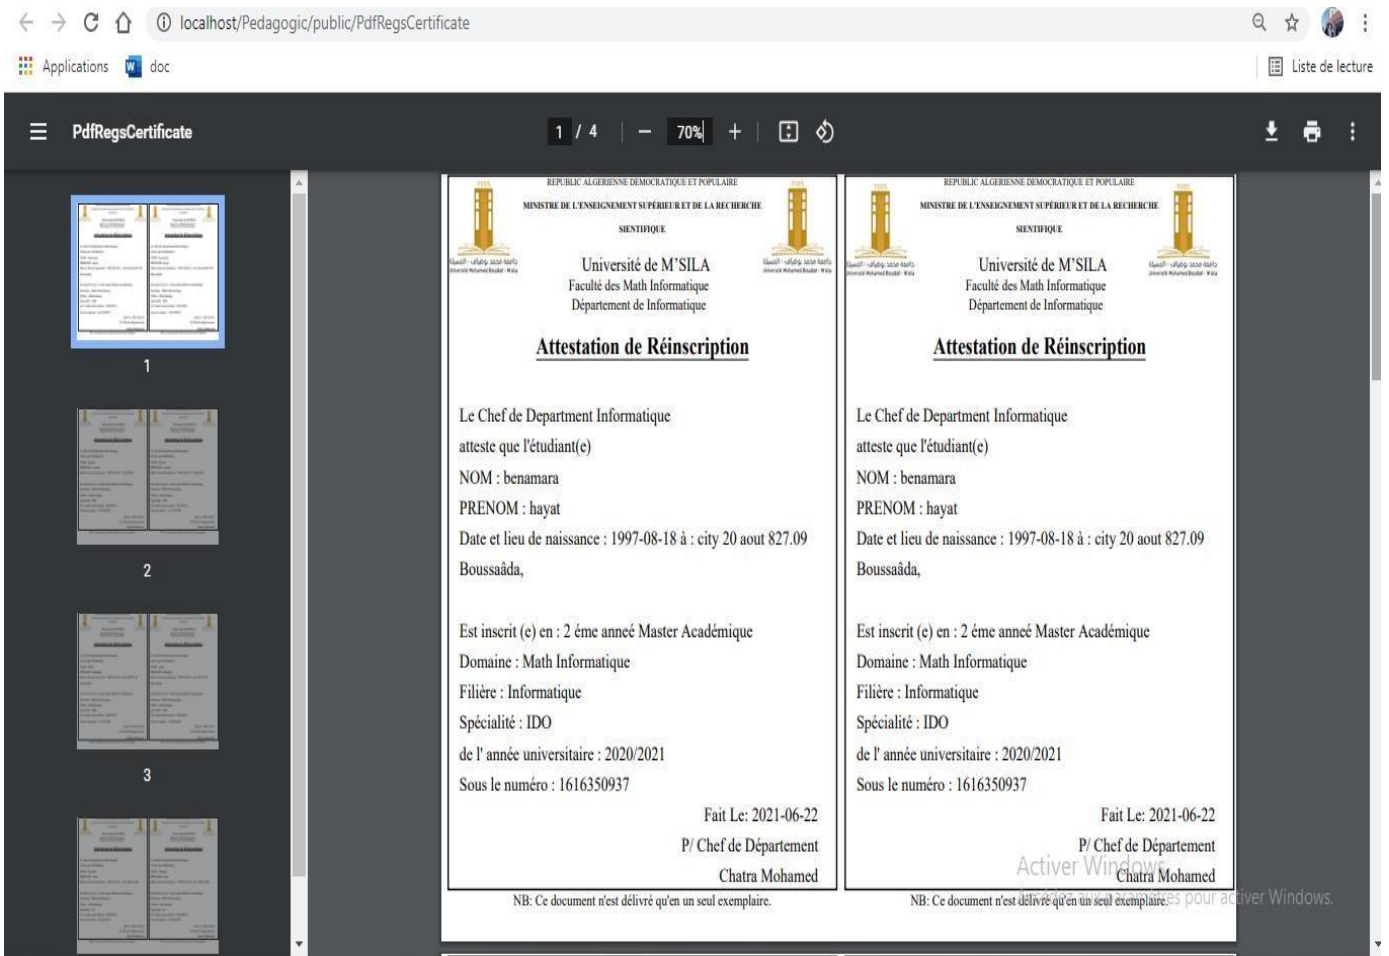 localhost/Pedagogic/public/PdfRegsCertificate
Applications
doc
Liste de lecture
PdfRegsCertificate
1 / 4
70%
1
2
3
REPUBLIC ALGERIENNE DEMOCRATIQUE ET POPULAIRE
MINISTRE DE L'ENSEIGNEMENT SUPÉRIEUR ET DE LA RECHERCHE
SIENTIFIQUE
Université de M'SILA
Faculté des Math Informatique
Département de Informatique
Attestation de Réinscription
Le Chef de Department Informatique
atteste que l'étudiant(e)
NOM : benamara
PRENOM : hayat
Date et lieu de naissance : 1997-08-18 à : city 20 aout 827.09
Boussaâda,
Est inscrit (e) en : 2 éme anneé Master Académique
Domaine : Math Informatique
Filière : Informatique
Spécialité : IDO
de l' année universitaire : 2020/2021
Sous le numéro : 1616350937
Fait Le: 2021-06-22
P/ Chef de Département
Chatra Mohamed
NB: Ce document n'est délivré qu'en un seul exemplaire.
REPUBLIC ALGERIENNE DEMOCRATIQUE ET POPULAIRE
MINISTRE DE L'ENSEIGNEMENT SUPÉRIEUR ET DE LA RECHERCHE
SIENTIFIQUE
Université de M'SILA
Faculté des Math Informatique
Département de Informatique
Attestation de Réinscription
Le Chef de Department Informatique
atteste que l'étudiant(e)
NOM : benamara
PRENOM : hayat
Date et lieu de naissance : 1997-08-18 à : city 20 aout 827.09
Boussaâda,
Est inscrit (e) en : 2 éme anneé Master Académique
Domaine : Math Informatique
Filière : Informatique
Spécialité : IDO
de l' année universitaire : 2020/2021
Sous le numéro : 1616350937
Fait Le: 2021-06-22
P/ Chef de Département
Chatra Mohamed
NB: Ce document n'est délivré qu'en un seul exemplaire.
Activer Windows
Accédez aux paramètres pour activer Windows.